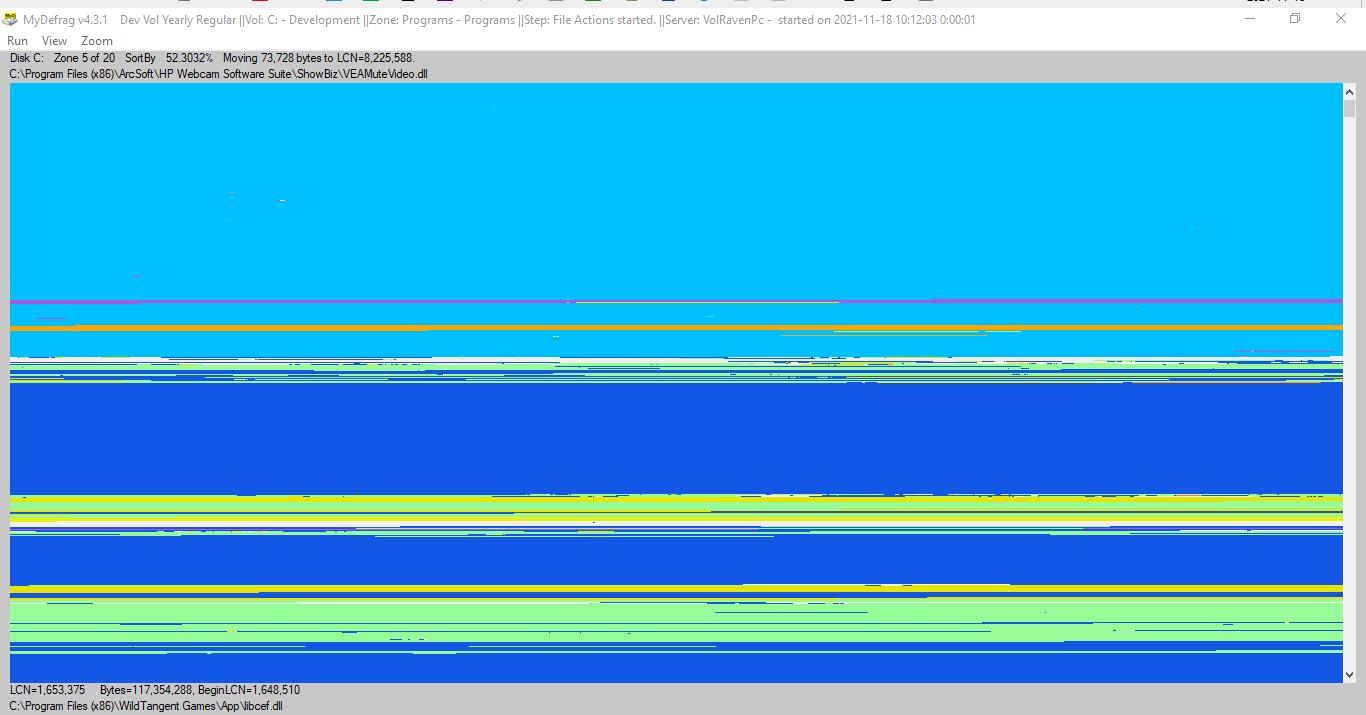 MyDefrag v4.3.1    Dev Vol Yearly Regular ||Vol: C: - Development ||Zone: Programs - Programs ||Step: File Actions started. ||Server: VolRavenPc -  started on 2021-11-18 10:12:03 0:00:01
Run View Zoom
Disk C:   Zone 5 of 20   SortBy   52.3032%   Moving 73,728 bytes to LCN=8,225,588.
C:\Program Files (x86)\ArcSoft\HP Webcam Software Suite\ShowBiz\VEAMuteVideo.dll
LCN=1,653,375    Bytes=117,354,288, BeginLCN=1,648,510
C:\Program Files (x86)\WildTangent Games\App\libcef.dll